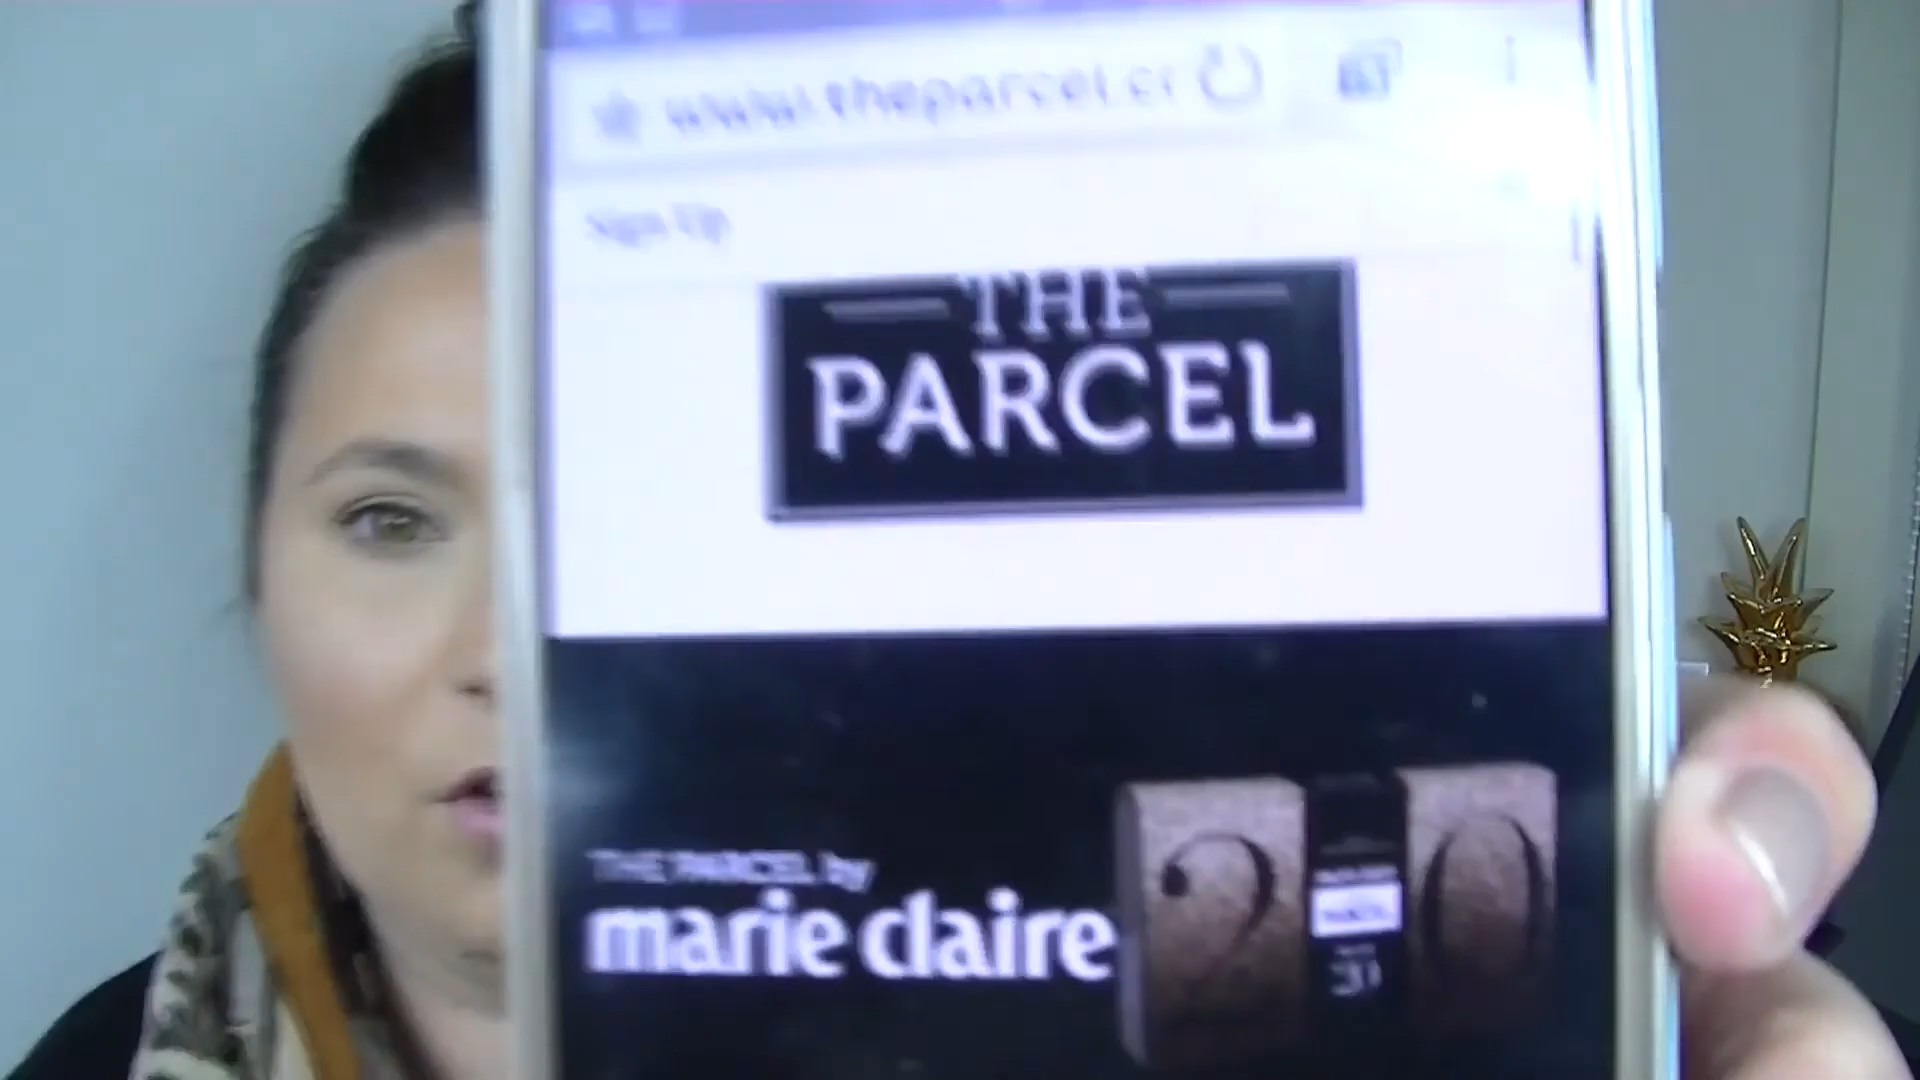 www.theparcel.c
Sign Up
THE
PARCEL
THE PARCEL by
marie claire
20